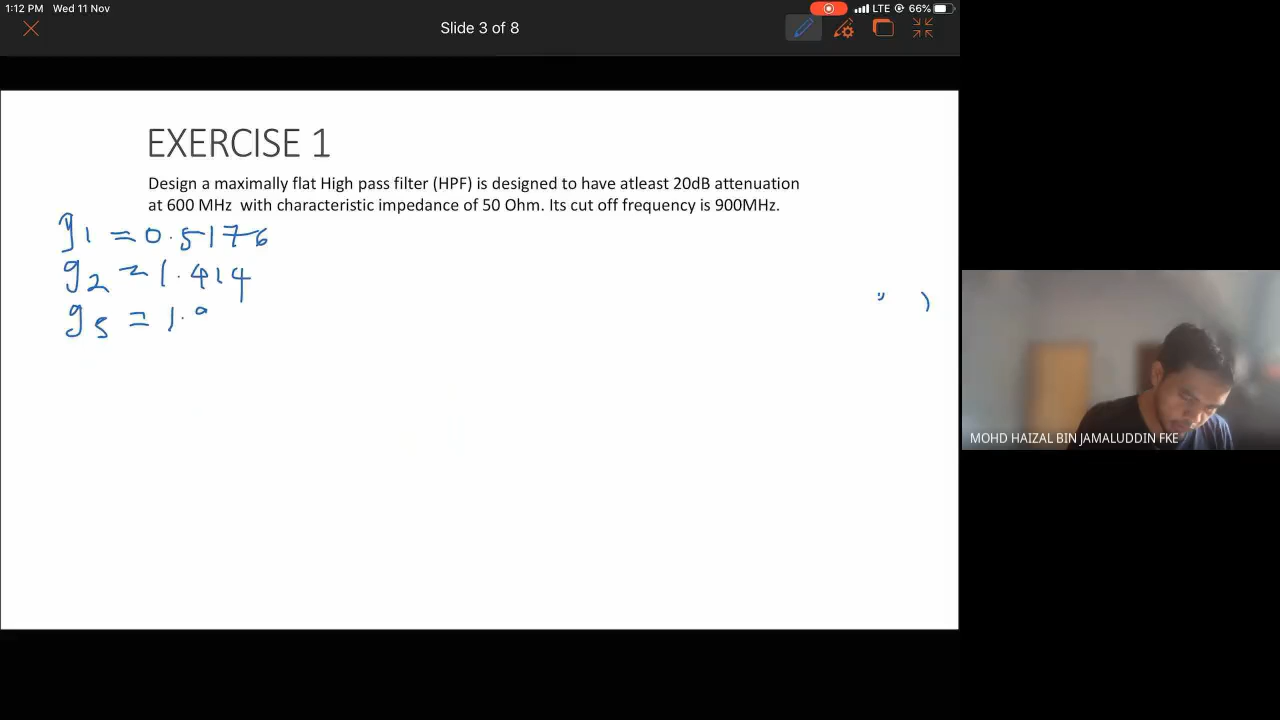 1:12 PM Wed 11 Nov
LTE 66%
Slide 3 of 8
EXERCISE 1
Design a maximally flat High pass filter (HPF) is designed to have atleast 20dB attenuation
at 600 MHz with characteristic impedance of 50 Ohm. Its cut off frequency is 900MHz.
g1 = 0.5176
g2 = 1.414
g5 = 1.9
MOHD HAIZAL BIN JAMALUDDIN FKE